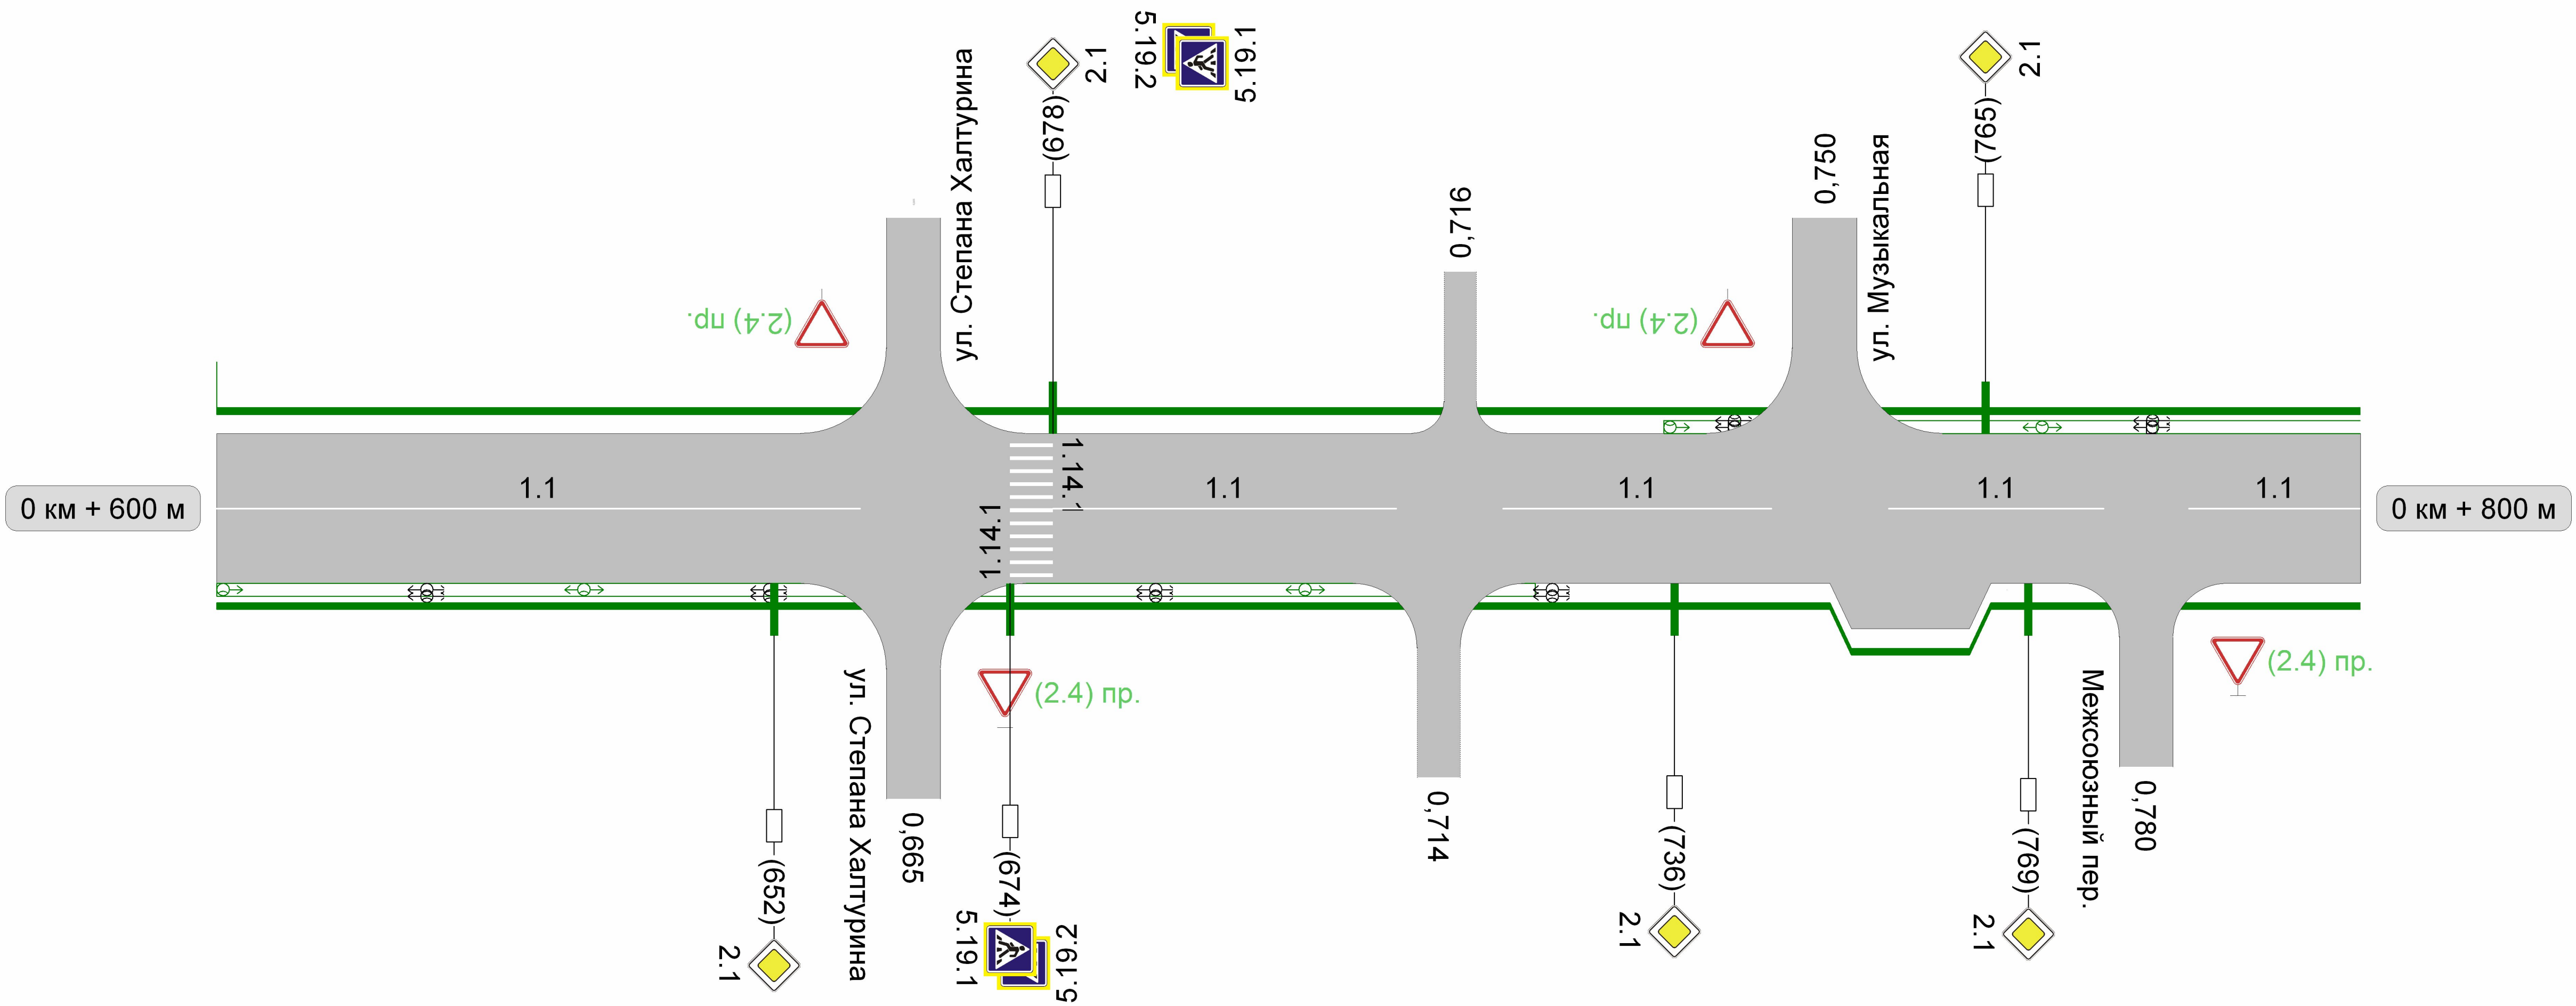 5.19.2
5.19.1
2.1
2.1
(678)
(765)
ул. Степана Халтурина
0,716
0,750
ул. Музыкальная
(2.4) пр.
(2.4) пр.
1.14.1
1.1
1.1
1.1
1.1
1.1
0 км + 600 м
0 км + 800 м
1.14.1
(2.4) пр.
(2.4) пр.
ул. Степана Халтурина
0,665
0,714
Межсоюзный пер.
0,780
(652)
(674)
(736)
(769)
2.1
5.19.1
5.19.2
2.1
2.1